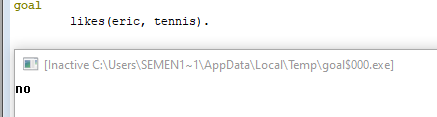 goal
likes(eric, tennis).
[Inactive C:\Users\SEMEN1~1\AppData\Local\Temp\goal$000.exe]
no